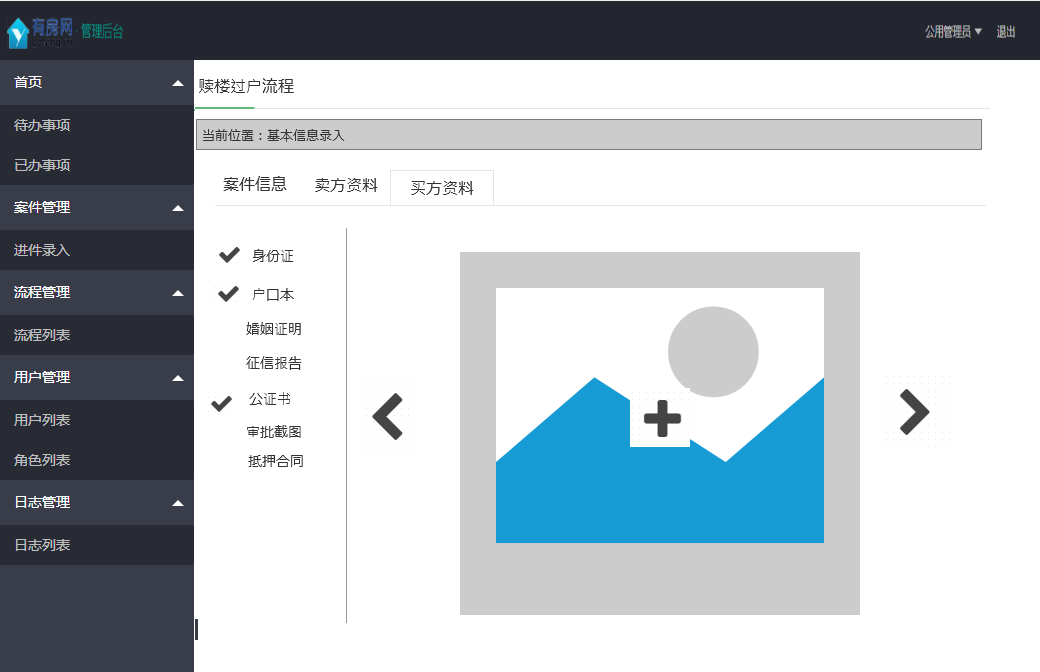 有房网·管理后台
公用管理员 退出
首页
待办事项
已办事项
案件管理
进件录入
流程管理
流程列表
用户管理
用户列表
角色列表
日志管理
日志列表
赎楼过户流程
当前位置：基本信息录入
案件信息 卖方资料 买方资料
身份证
户口本
婚姻证明
征信报告
公证书
审批截图
抵押合同